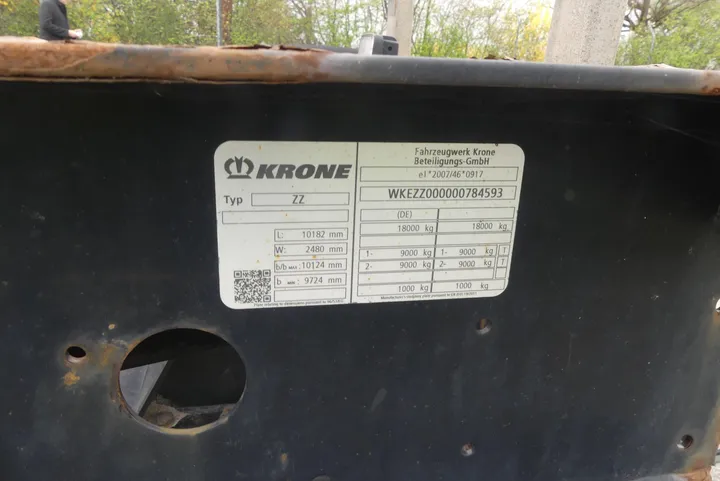 KRONE
Typ ZZ
L: 10182 mm
W: 2480 mm
b/b MAX: 10124 mm
b MIN: 9724 mm
Fahrzeugwerk Krone
Beteiligungs-GmbH
e1*2007/46*0917
WKEZZ000000784593
(DE)
18000 kg 18000 kg
1- 9000 kg 1- 9000 kg T
2- 9000 kg 2- 9000 kg T
1000 kg 1000 kg